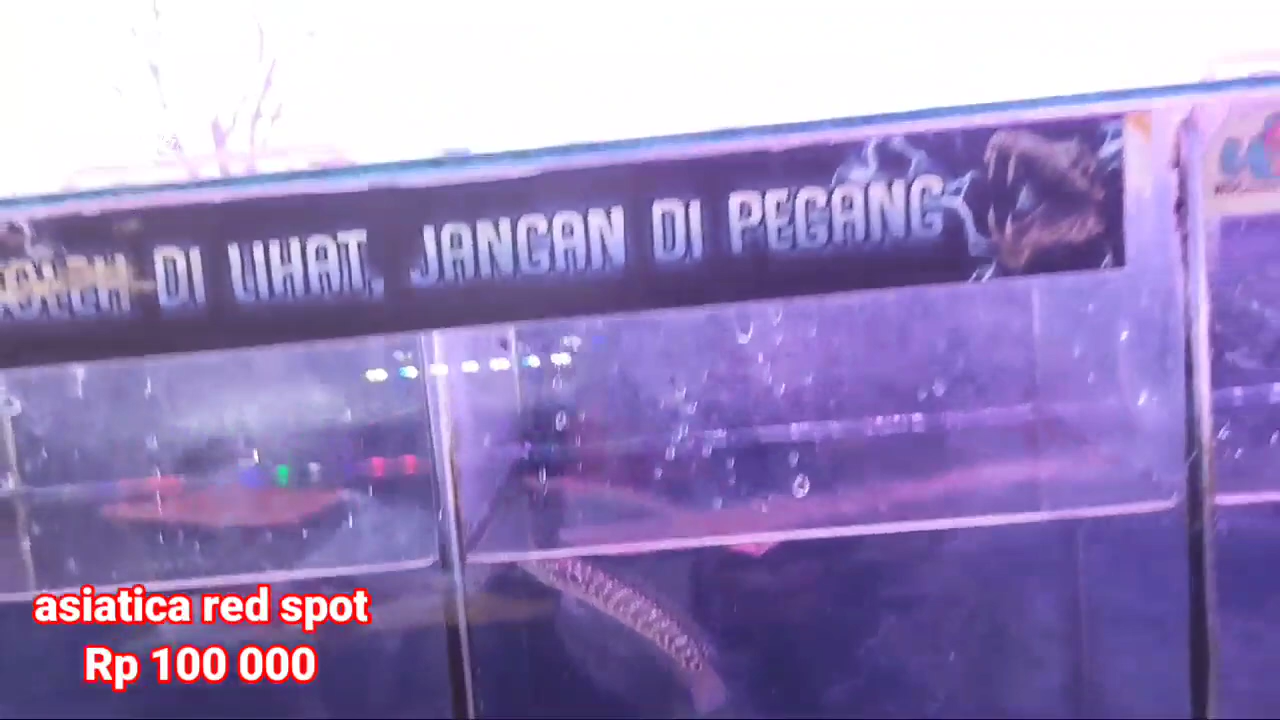 DI LIHAT, JANGAN DI PEGANG
asiatica red spot
Rp 100 000